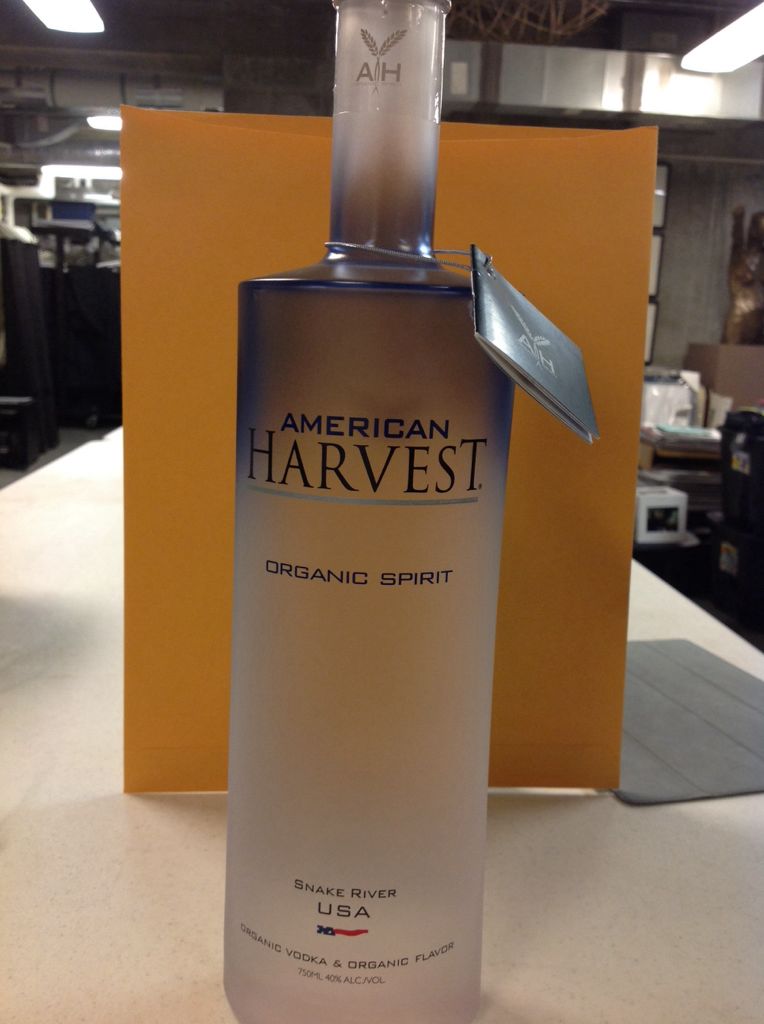 AH
AMERICAN
HARVEST
ORGANIC SPIRIT
SNAKE RIVER
USA
ORGANIC VODKA & ORGANIC FLAVOR
750ML 40% ALC./VOL.